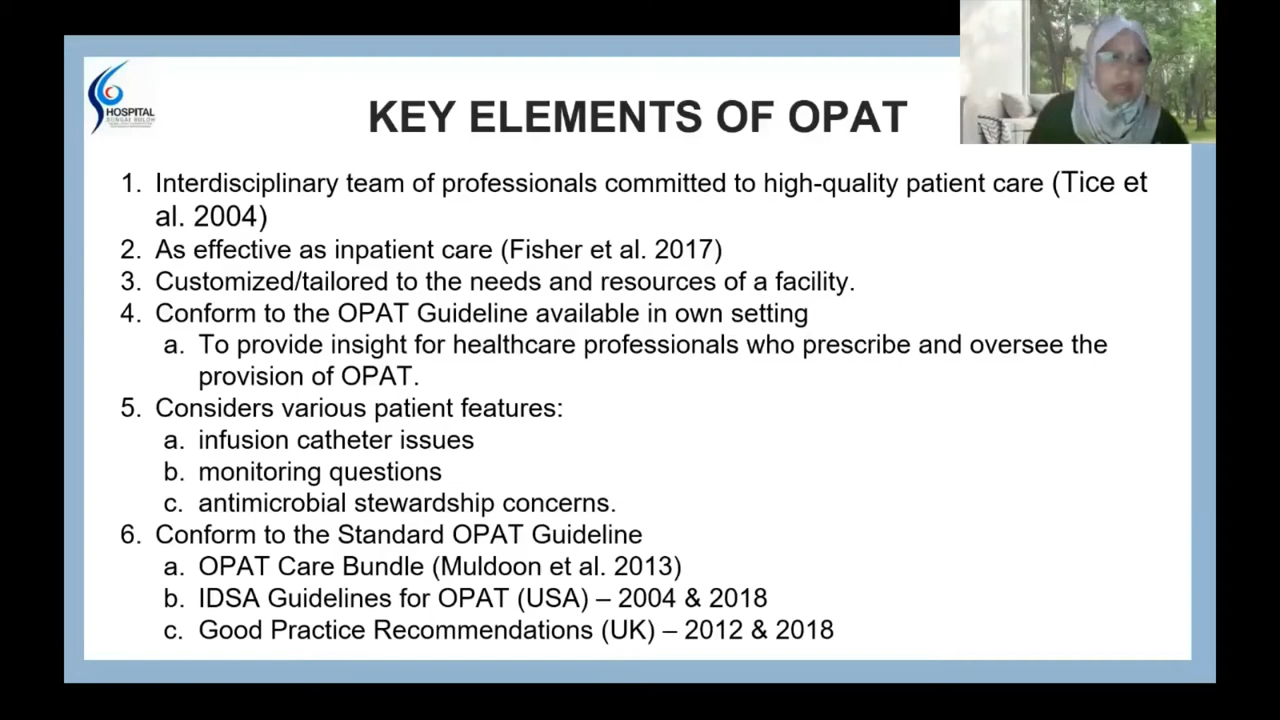 HOSPITAL
SUNGAI BULOH
KEY ELEMENTS OF OPAT
1. Interdisciplinary team of professionals committed to high-quality patient care (Tice et
al. 2004)
2. As effective as inpatient care (Fisher et al. 2017)
3. Customized/tailored to the needs and resources of a facility.
4. Conform to the OPAT Guideline available in own setting
a. To provide insight for healthcare professionals who prescribe and oversee the
provision of OPAT.
5. Considers various patient features:
a. infusion catheter issues
b. monitoring questions
c. antimicrobial stewardship concerns.
6. Conform to the Standard OPAT Guideline
a. OPAT Care Bundle (Muldoon et al. 2013)
b. IDSA Guidelines for OPAT (USA) – 2004 & 2018
c. Good Practice Recommendations (UK) – 2012 & 2018